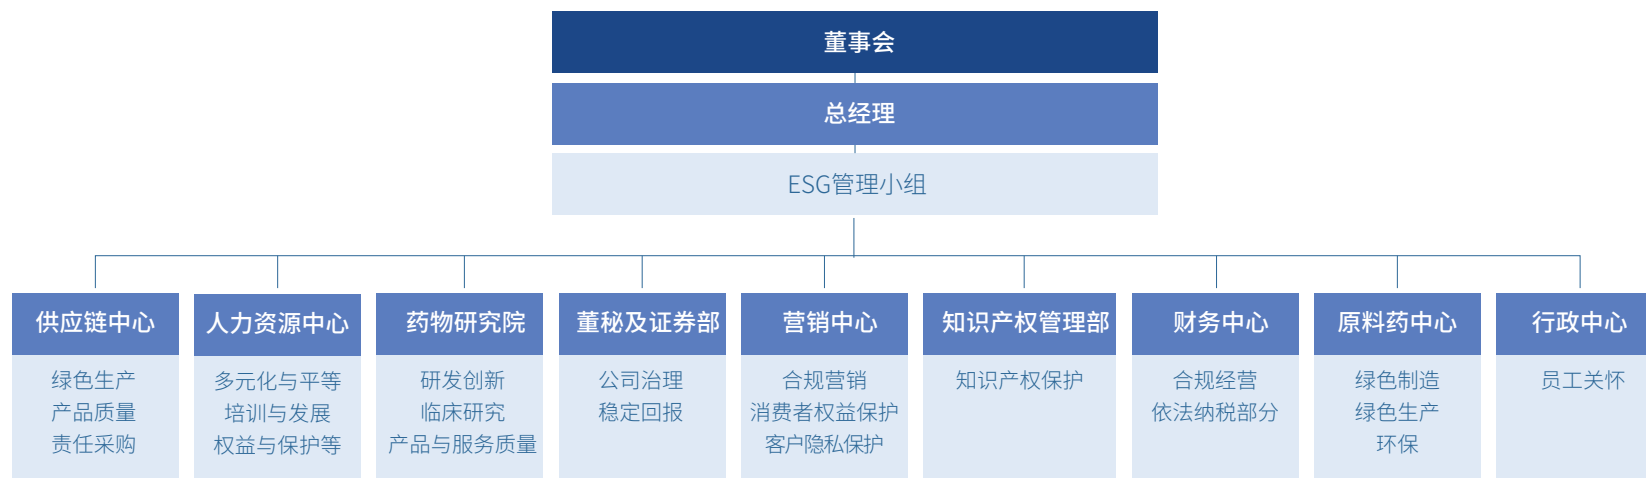 董事会
总经理
ESG管理小组
供应链中心
绿色生产
产品质量
责任采购
人力资源中心
多元化与平等
培训与发展
权益与保护等
药物研究院
研发创新
临床研究
产品与服务质量
董秘及证券部
公司治理
稳定回报
营销中心
合规营销
消费者权益保护
客户隐私保护
知识产权管理部
知识产权保护
财务中心
合规经营
依法纳税部分
原料药中心
绿色制造
绿色生产
环保
行政中心
员工关怀